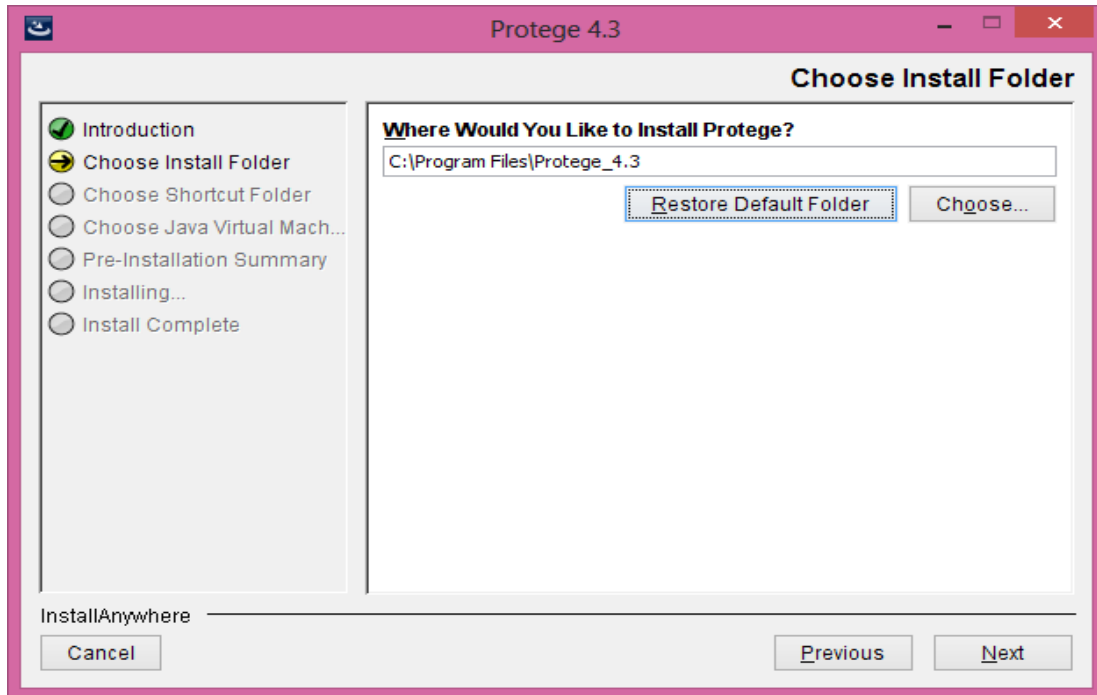 Protege 4.3
Choose Install Folder
Introduction
Choose Install Folder
Choose Shortcut Folder
Choose Java Virtual Mach...
Pre-Installation Summary
Installing...
Install Complete
Where Would You Like to Install Protege?
C:\Program Files\Protege_4.3
Restore Default Folder
Choose...
InstallAnywhere
Cancel
Previous
Next